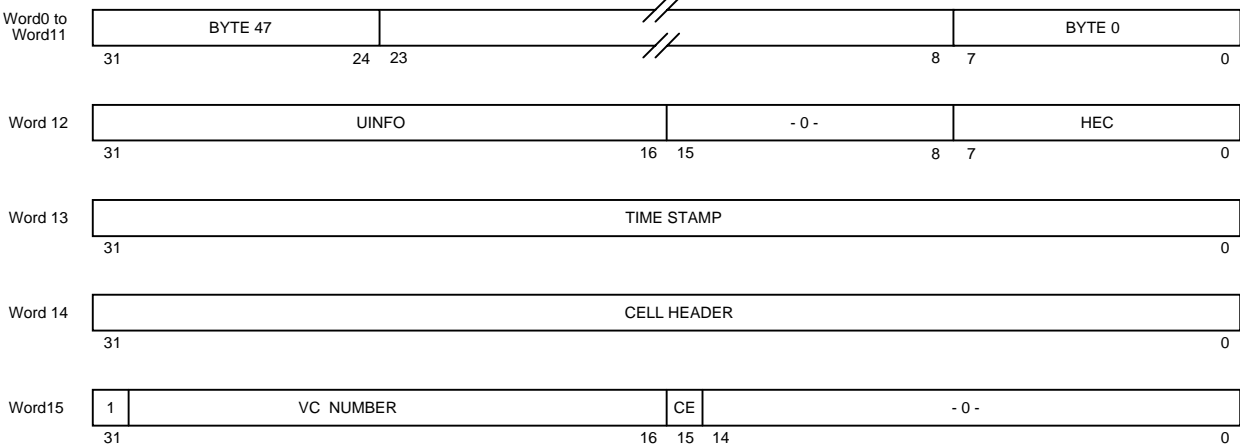 Word0 to
Word11
BYTE 47 BYTE 0
31 24 23 8 7 0
Word 12 UINFO - 0 - HEC
31 16 15 8 7 0
Word 13 TIME STAMP
31 0
Word 14 CELL HEADER
31 0
Word15 1 VC NUMBER CE - 0 -
31 16 15 14 0